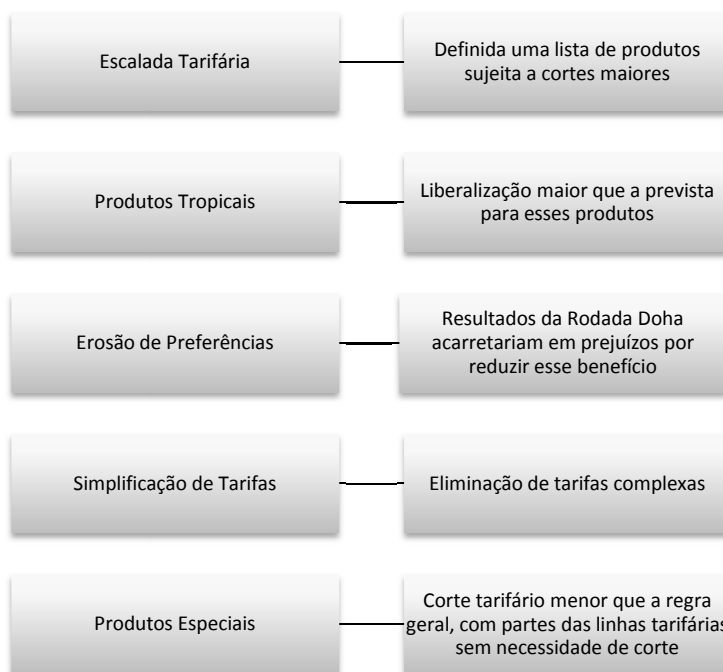 Escalada Tarifária
Definida uma lista de produtos
sujeita a cortes maiores
Produtos Tropicais
Liberalização maior que a prevista
para esses produtos
Erosão de Preferências
Resultados da Rodada Doha
acarretariam em prejuízos por
reduzir esse benefício
Simplificação de Tarifas
Eliminação de tarifas complexas
Produtos Especiais
Corte tarifário menor que a regra
geral, com partes das linhas tarifárias
sem necessidade de corte